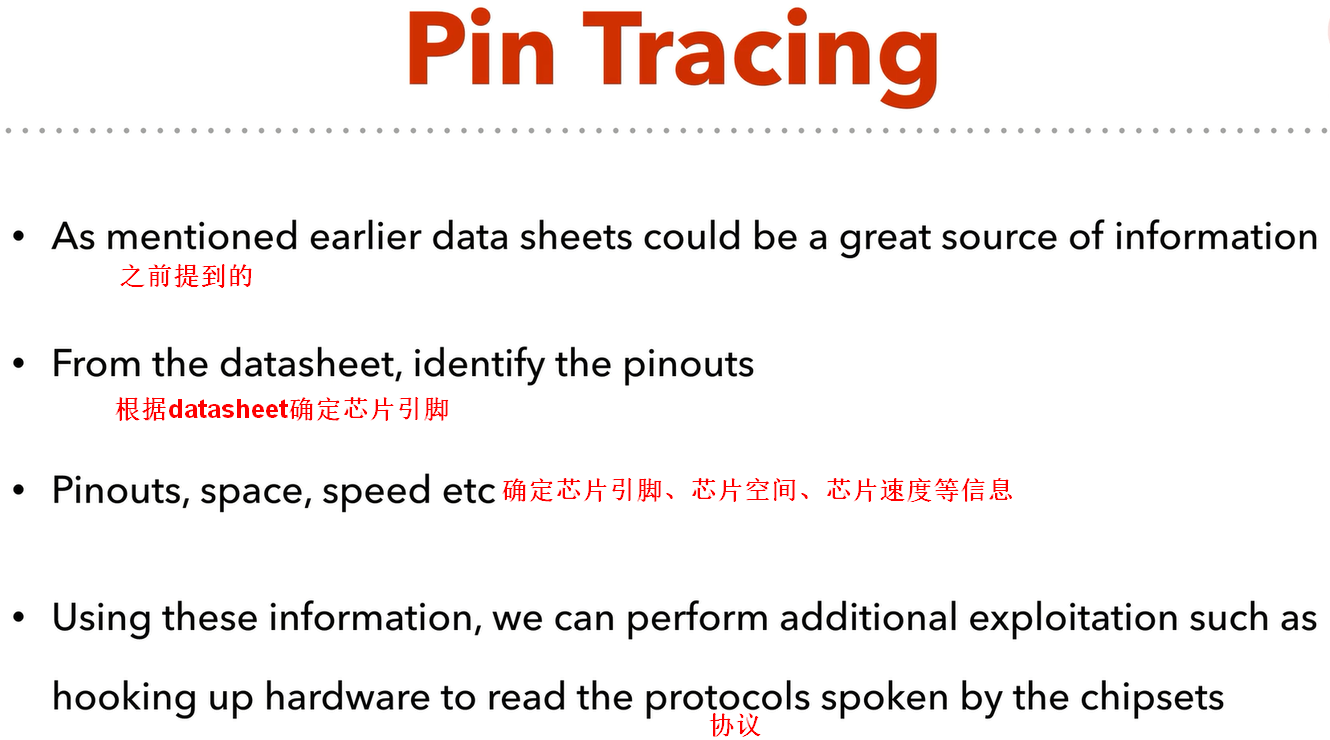 Pin Tracing
• As mentioned earlier data sheets could be a great source of information
之前提到的
• From the datasheet, identify the pinouts
根据datasheet确定芯片引脚
• Pinouts, space, speed etc 确定芯片引脚、芯片空间、芯片速度等信息
• Using these information, we can perform additional exploitation such as
hooking up hardware to read the protocols spoken by the chipsets
协议